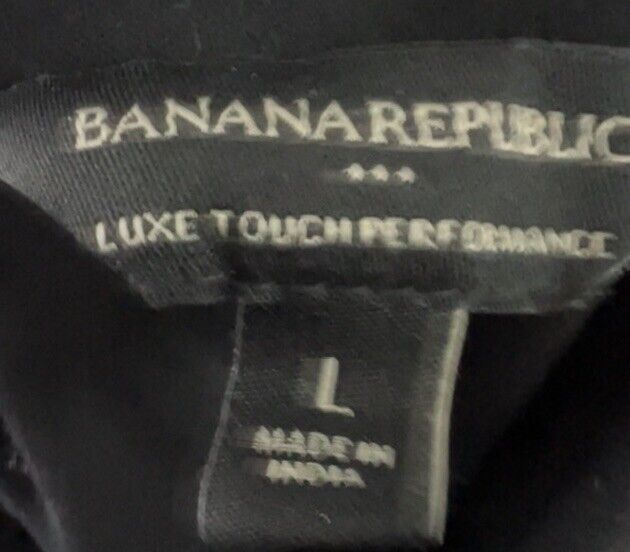 BANANA REPUBLIC
***
LUXE TOUCH PERFORMANCE
L
MADE IN
INDIA